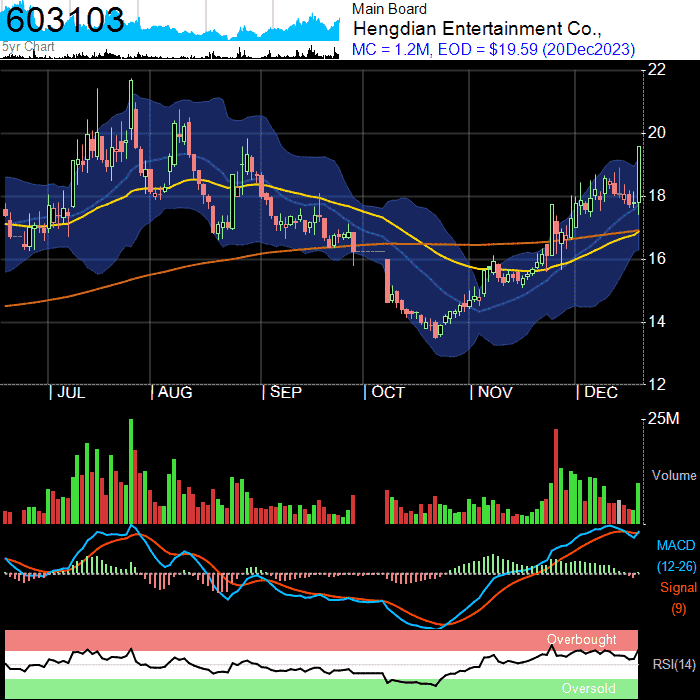 603103
5yr Chart
Main Board
Hengdian Entertainment Co.,
MC = 1.2M, EOD = $19.59 (20Dec2023)
22
20
18
16
14
12
| JUL | AUG | SEP | OCT | NOV | DEC
25M
Volume
MACD
(12-26)
Signal
(9)
Overbought
RSI(14)
Oversold